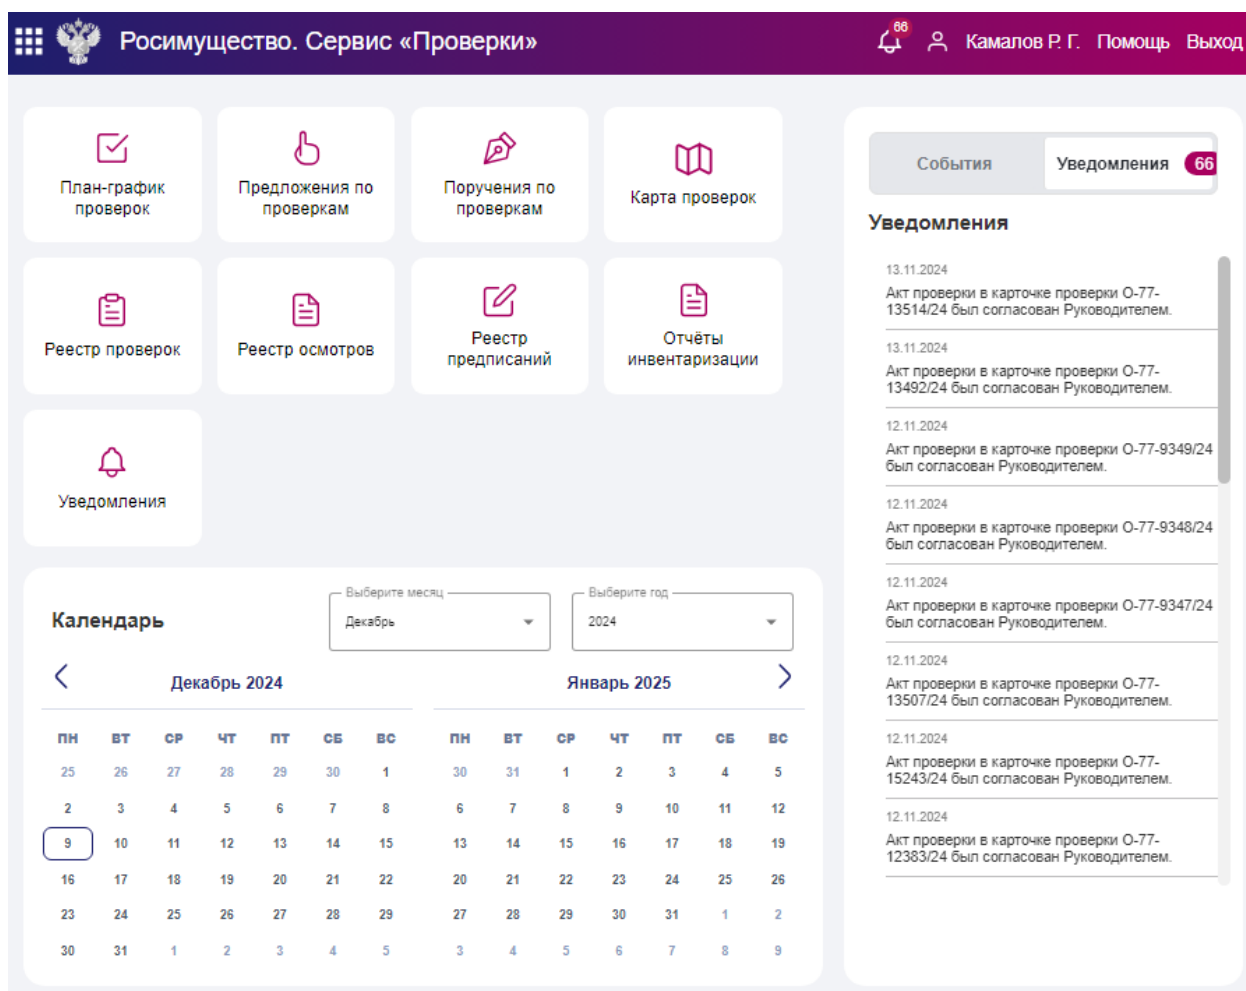 Росимущество. Сервис «Проверки»
66
Камалов Р. Г. Помощь Выход
План-график
проверок
Предложения по
проверкам
Поручения по
проверкам
Карта проверок
Реестр проверок
Реестр осмотров
Реестр
предписаний
Отчёты
инвентаризации
Уведомления
События
Уведомления 66
Уведомления
13.11.2024
Акт проверки в карточке проверки О-77-
13514/24 был согласован Руководителем.
13.11.2024
Акт проверки в карточке проверки О-77-
13492/24 был согласован Руководителем.
12.11.2024
Акт проверки в карточке проверки О-77-9349/24
был согласован Руководителем.
12.11.2024
Акт проверки в карточке проверки О-77-9348/24
был согласован Руководителем.
12.11.2024
Акт проверки в карточке проверки О-77-9347/24
был согласован Руководителем.
12.11.2024
Акт проверки в карточке проверки О-77-
13507/24 был согласован Руководителем.
12.11.2024
Акт проверки в карточке проверки О-77-
15243/24 был согласован Руководителем.
12.11.2024
Акт проверки в карточке проверки О-77-
12383/24 был согласован Руководителем.
Календарь
Выберите месяц
Декабрь
Выберите год
2024
Декабрь 2024
ПН ВТ СР ЧТ ПТ СБ ВС
25 26 27 28 29 30 1
2 3 4 5 6 7 8
9 10 11 12 13 14 15
16 17 18 19 20 21 22
23 24 25 26 27 28 29
30 31 1 2 3 4 5
Январь 2025
ПН ВТ СР ЧТ ПТ СБ ВС
30 31 1 2 3 4 5
6 7 8 9 10 11 12
13 14 15 16 17 18 19
20 21 22 23 24 25 26
27 28 29 30 31 1 2
3 4 5 6 7 8 9